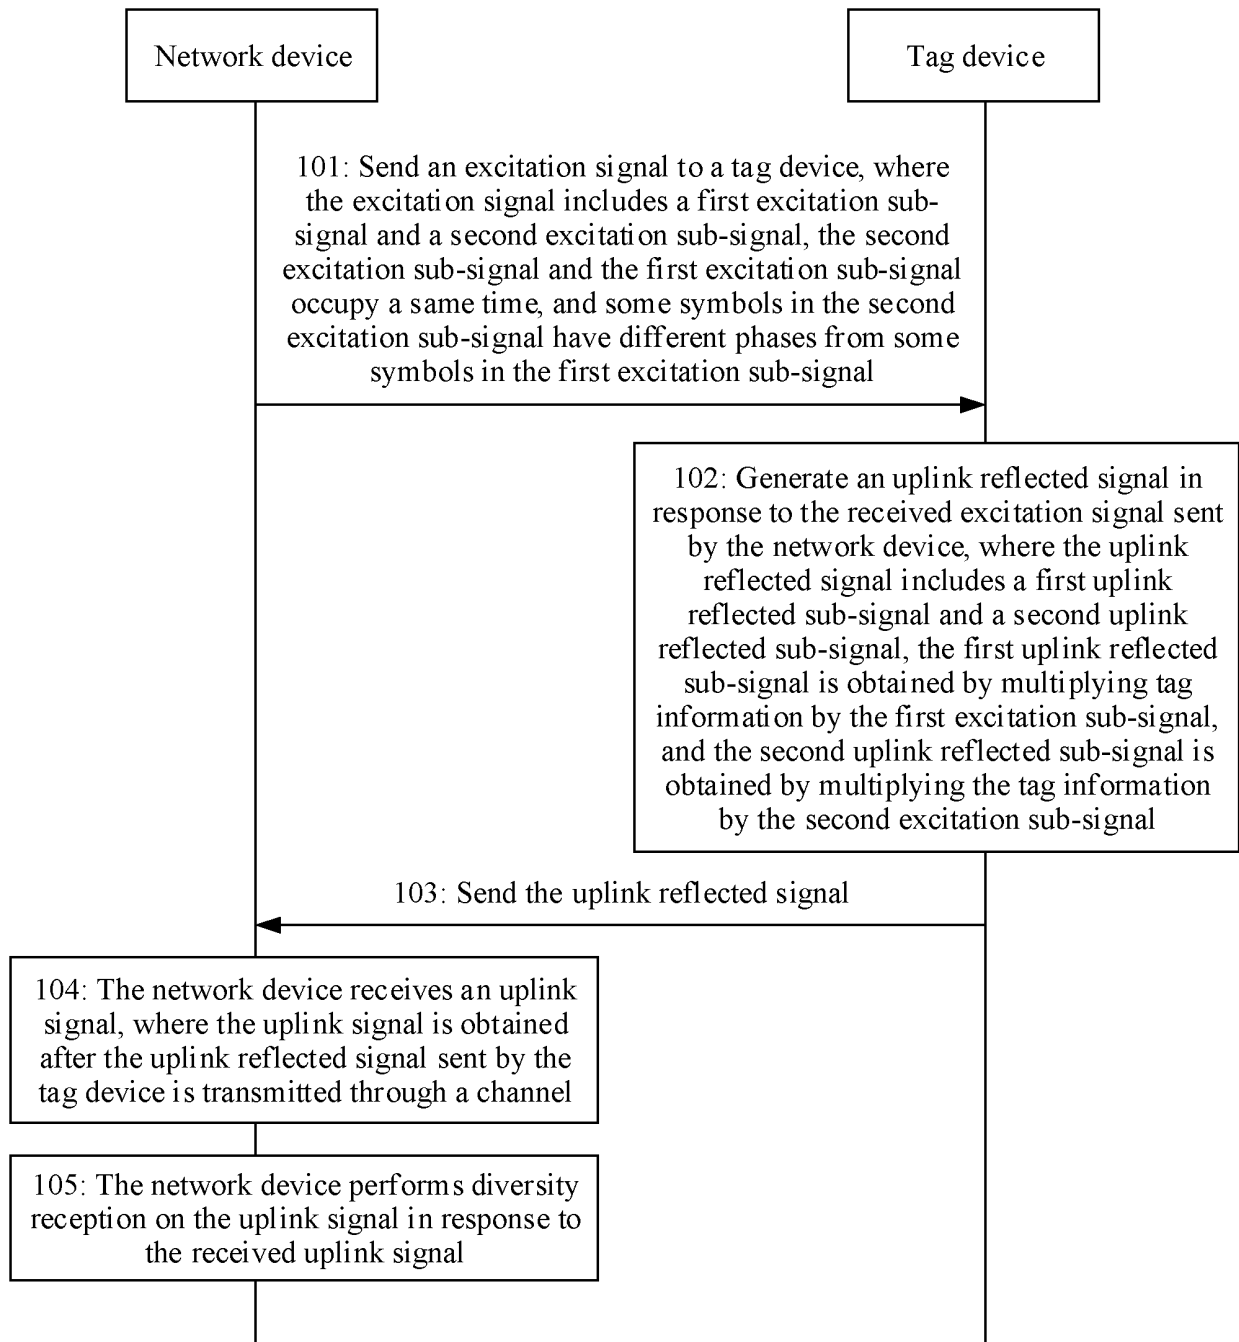 Network device
Tag device
101: Send an excitation signal to a tag device, where
the excitation signal includes a first excitation sub-
signal and a second excitation sub-signal, the second
excitation sub-signal and the first excitation sub-signal
occupy a same time, and some symbols in the second
excitation sub-signal have different phases from some
symbols in the first excitation sub-signal
102: Generate an uplink reflected signal in
response to the received excitation signal sent
by the network device, where the uplink
reflected signal includes a first uplink
reflected sub-signal and a second uplink
reflected sub-signal, the first uplink reflected
sub-signal is obtained by multiplying tag
information by the first excitation sub-signal,
and the second uplink reflected sub-signal is
obtained by multiplying the tag information
by the second excitation sub-signal
103: Send the uplink reflected signal
104: The network device receives an uplink
signal, where the uplink signal is obtained
after the uplink reflected signal sent by the
tag device is transmitted through a channel
105: The network device performs diversity
reception on the uplink signal in response to
the received uplink signal